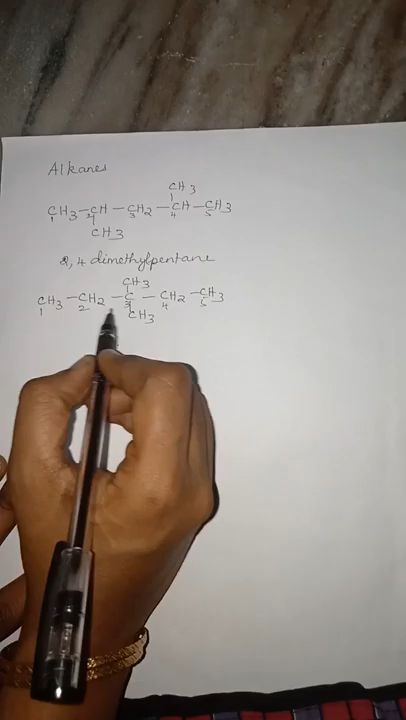 Alkanes
CH3
CH3-CH-CH2-CH-CH3
1 2 3 4 5
CH3
2,4 dimethylpentane
CH3
CH3-CH2-C-CH2-CH3
1 2 3 4 5
CH3